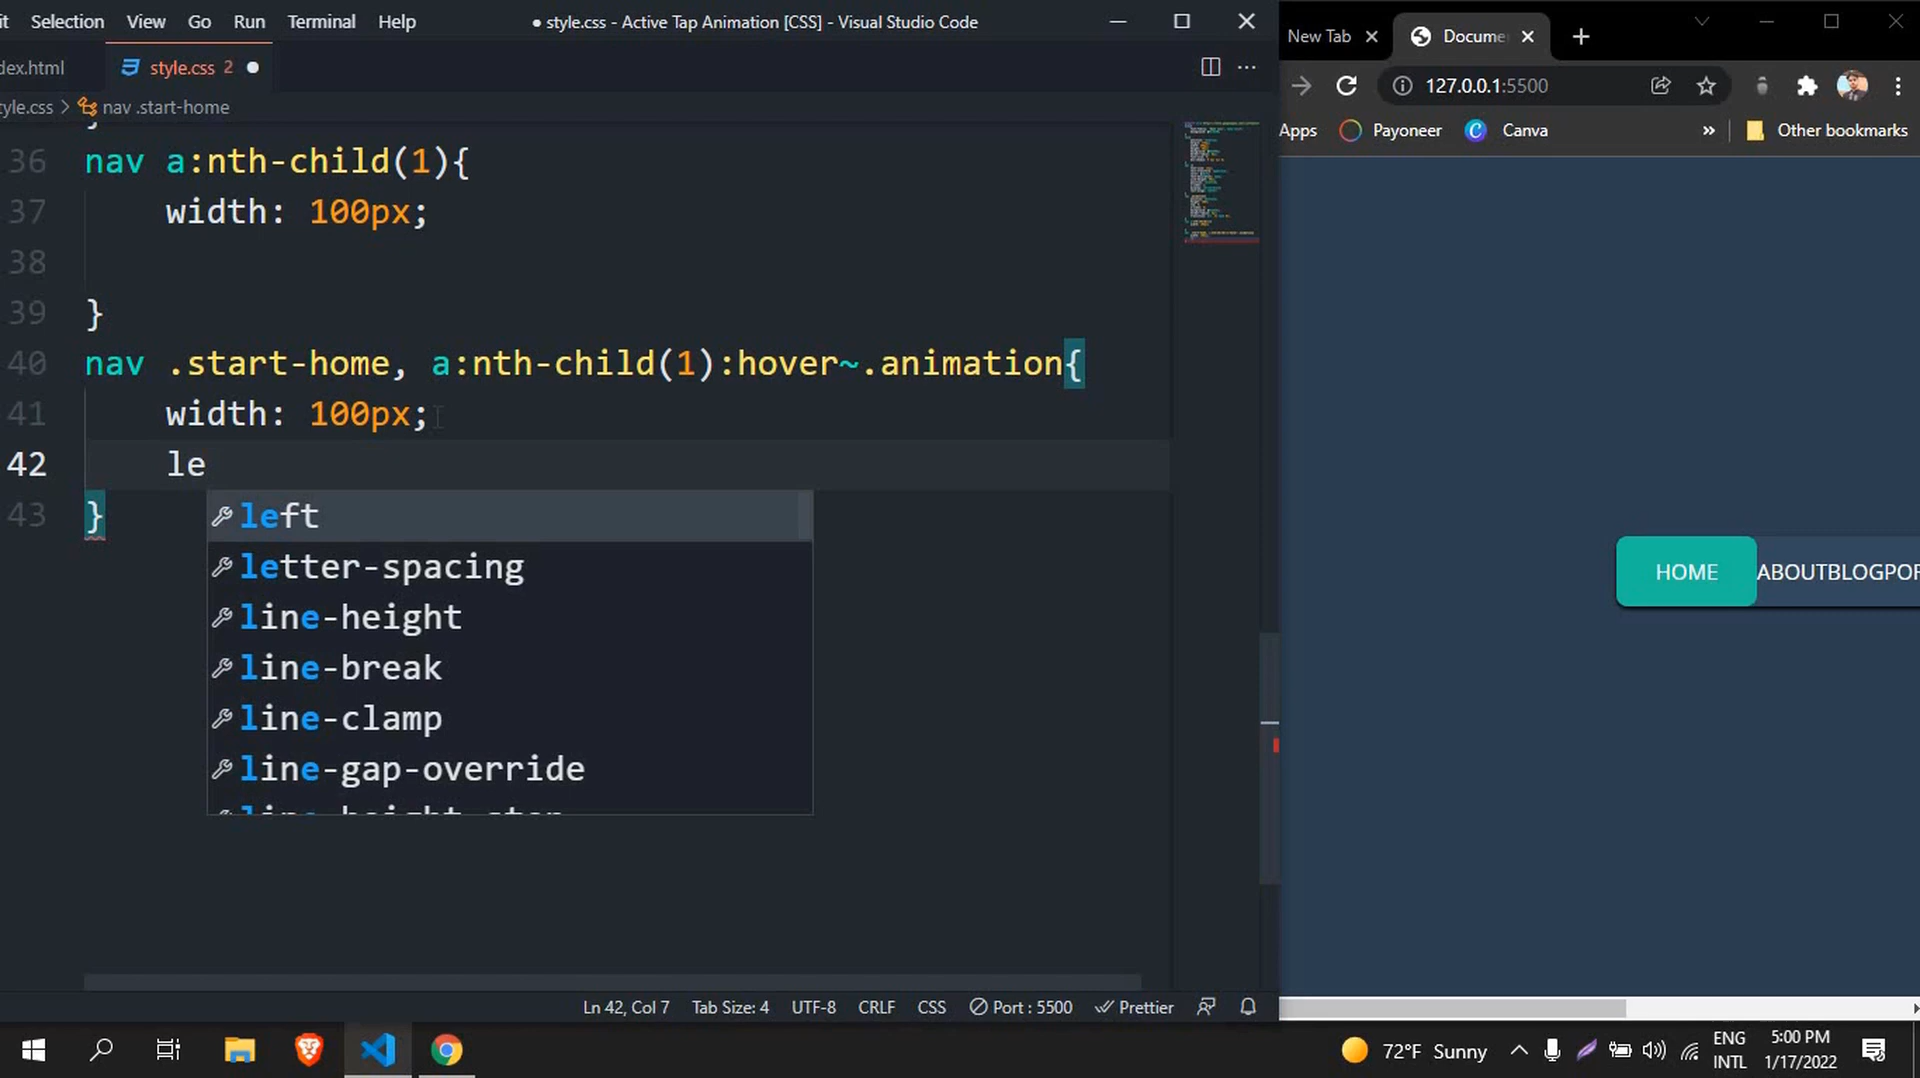 it Selection View Go Run Terminal Help ● style.css - Active Tap Animation [CSS] - Visual Studio Code
dex.html style.css 2 ●
tyle.css > nav .start-home
}
36 nav a:nth-child(1){
37 width: 100px;
38
39 }
40 nav .start-home, a:nth-child(1):hover~.animation{
41 width: 100px;
42 le
43 }
left
letter-spacing
line-height
line-break
line-clamp
line-gap-override
line-height-step
Ln 42, Col 7 Tab Size: 4 UTF-8 CRLF CSS Port : 5500 Prettier
New Tab Docume
127.0.0.1:5500
Apps Payoneer Canva » Other bookmarks
HOME ABOUTBLOGPOR
72°F Sunny ENG INTL 5:00 PM 1/17/2022